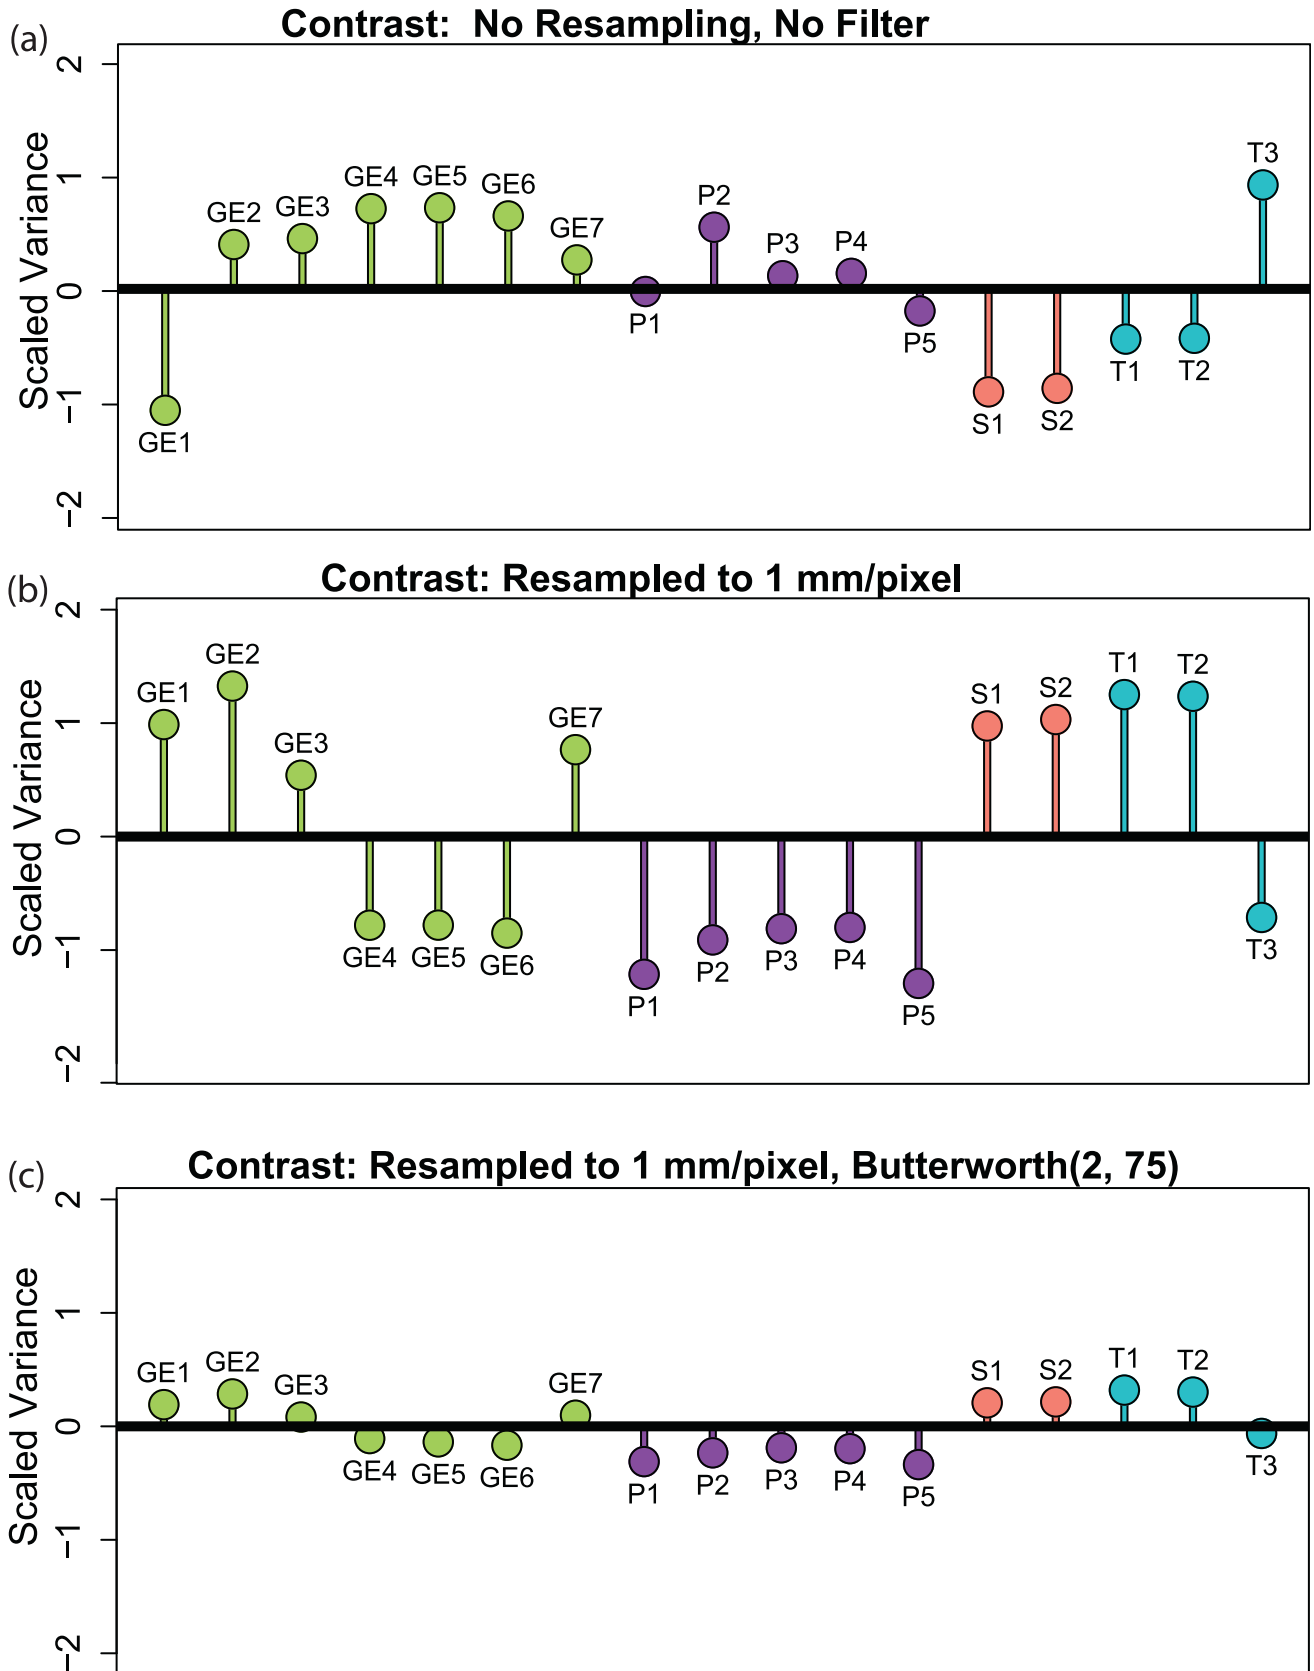 (a)
Contrast:  No Resampling, No Filter
Scaled Variance
2
1
0
−1
−2
GE1
GE2
GE3
GE4
GE5
GE6
GE7
P1
P2
P3
P4
P5
S1
S2
T1
T2
T3
(b)
Contrast: Resampled to 1 mm/pixel
Scaled Variance
2
1
0
−1
−2
GE1
GE2
GE3
GE4
GE5
GE6
GE7
P1
P2
P3
P4
P5
S1
S2
T1
T2
T3
(c)
Contrast: Resampled to 1 mm/pixel, Butterworth(2, 75)
Scaled Variance
2
1
0
−1
−2
GE1
GE2
GE3
GE4
GE5
GE6
GE7
P1
P2
P3
P4
P5
S1
S2
T1
T2
T3